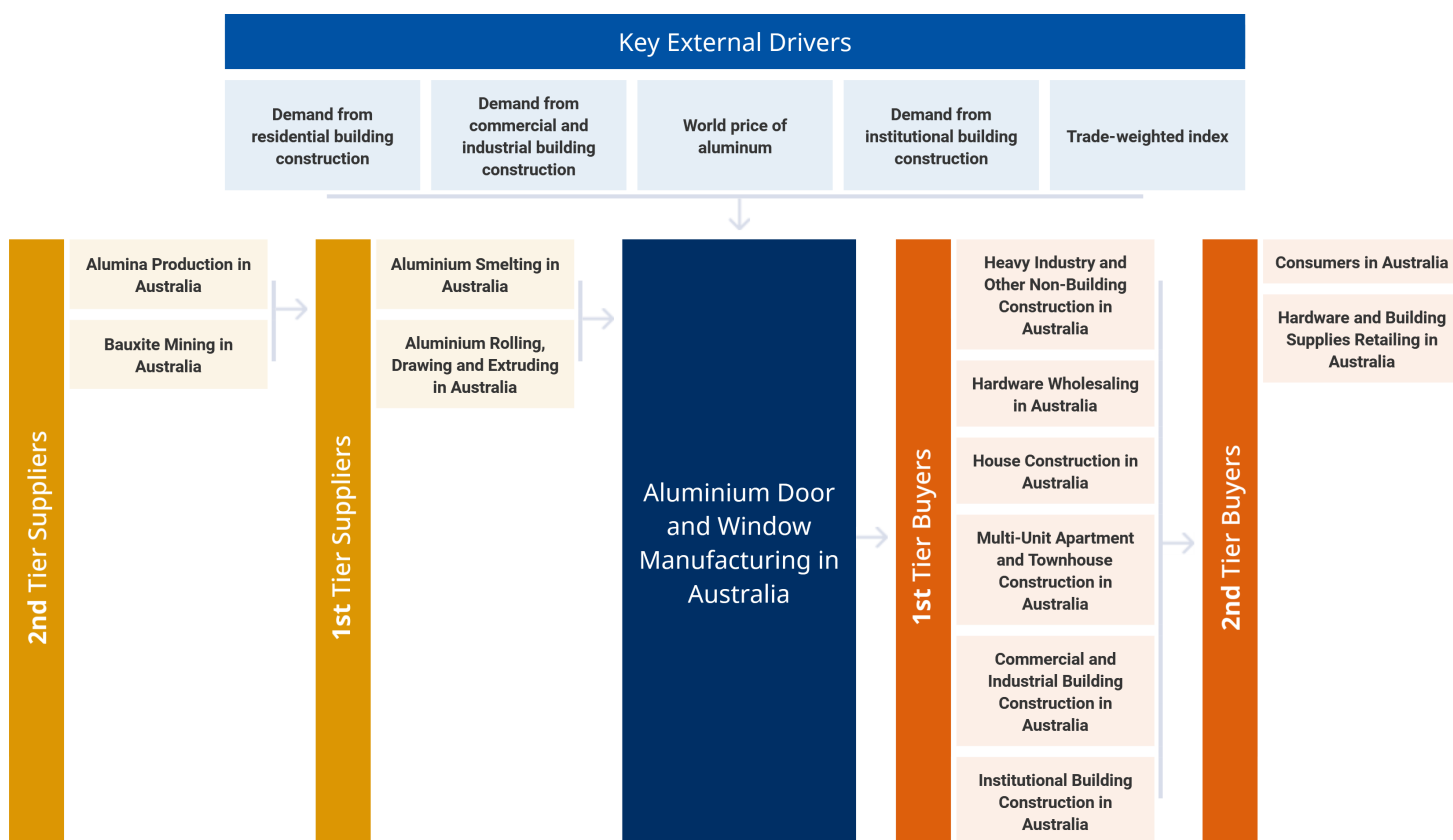 Key External Drivers
Demand from
residential building
construction
Demand from
commercial and
industrial building
construction
World price of
aluminum
Demand from
institutional building
construction
Trade-weighted index
2nd Tier Suppliers
Alumina Production in
Australia
Bauxite Mining in
Australia
1st Tier Suppliers
Aluminium Smelting in
Australia
Aluminium Rolling,
Drawing and Extruding
in Australia
Aluminium Door
and Window
Manufacturing in
Australia
1st Tier Buyers
Heavy Industry and
Other Non-Building
Construction in
Australia
Hardware Wholesaling
in Australia
House Construction in
Australia
Multi-Unit Apartment
and Townhouse
Construction in
Australia
Commercial and
Industrial Building
Construction in
Australia
Institutional Building
Construction in
Australia
2nd Tier Buyers
Consumers in Australia
Hardware and Building
Supplies Retailing in
Australia